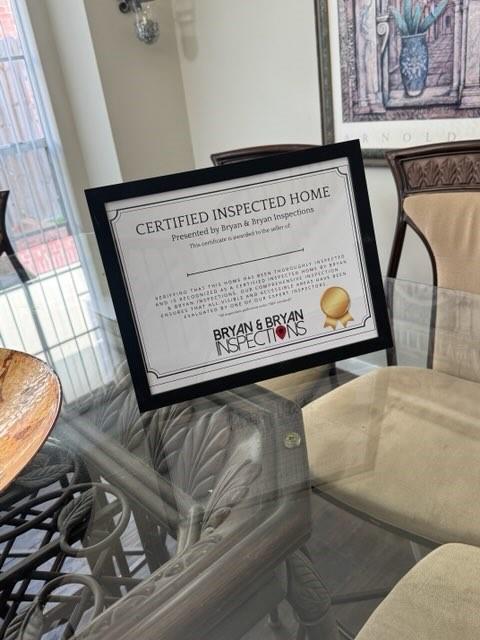 CERTIFIED INSPECTED HOME
Presented by Bryan & Bryan Inspections
This certificate is awarded to the seller of:
VERIFYING THAT THIS HOME HAS BEEN THOROUGHLY INSPECTED
AND IS RECOGNIZED AS A CERTIFIED INSPECTED HOME BY BRYAN
& BRYAN INSPECTIONS. OUR COMPREHENSIVE INSPECTION
ENSURES THAT ALL VISIBLE AND ACCESSIBLE AREAS HAVE BEEN
EVALUATED BY ONE OF OUR EXPERT INSPECTORS
BRYAN & BRYAN
INSPECTIONS
ARNOLD